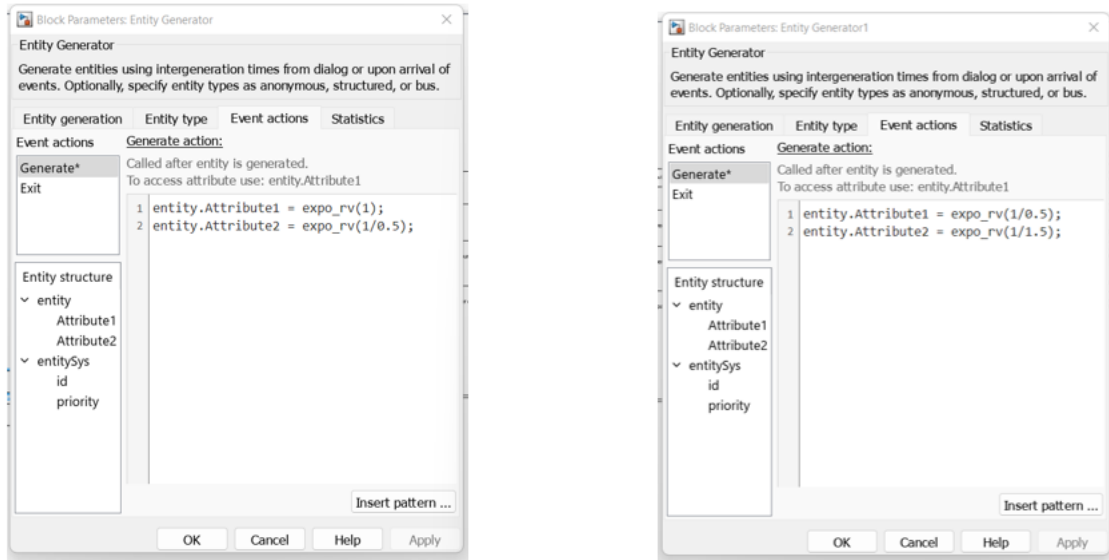 Block Parameters: Entity Generator
Entity Generator
Generate entities using intergeneration times from dialog or upon arrival of
events. Optionally, specify entity types as anonymous, structured, or bus.
Entity generation Entity type Event actions Statistics
Event actions
Generate*
Exit
Generate action:
Called after entity is generated.
To access attribute use: entity.Attribute1
1 entity.Attribute1 = expo_rv(1);
2 entity.Attribute2 = expo_rv(1/0.5);
Entity structure
entity
Attribute1
Attribute2
entitySys
id
priority
Insert pattern ...
OK Cancel Help Apply
Block Parameters: Entity Generator1
Entity Generator
Generate entities using intergeneration times from dialog or upon arrival of
events. Optionally, specify entity types as anonymous, structured, or bus.
Entity generation Entity type Event actions Statistics
Event actions
Generate*
Exit
Generate action:
Called after entity is generated.
To access attribute use: entity.Attribute1
1 entity.Attribute1 = expo_rv(1/0.5);
2 entity.Attribute2 = expo_rv(1/1.5);
Entity structure
entity
Attribute1
Attribute2
entitySys
id
priority
Insert pattern ...
OK Cancel Help Apply